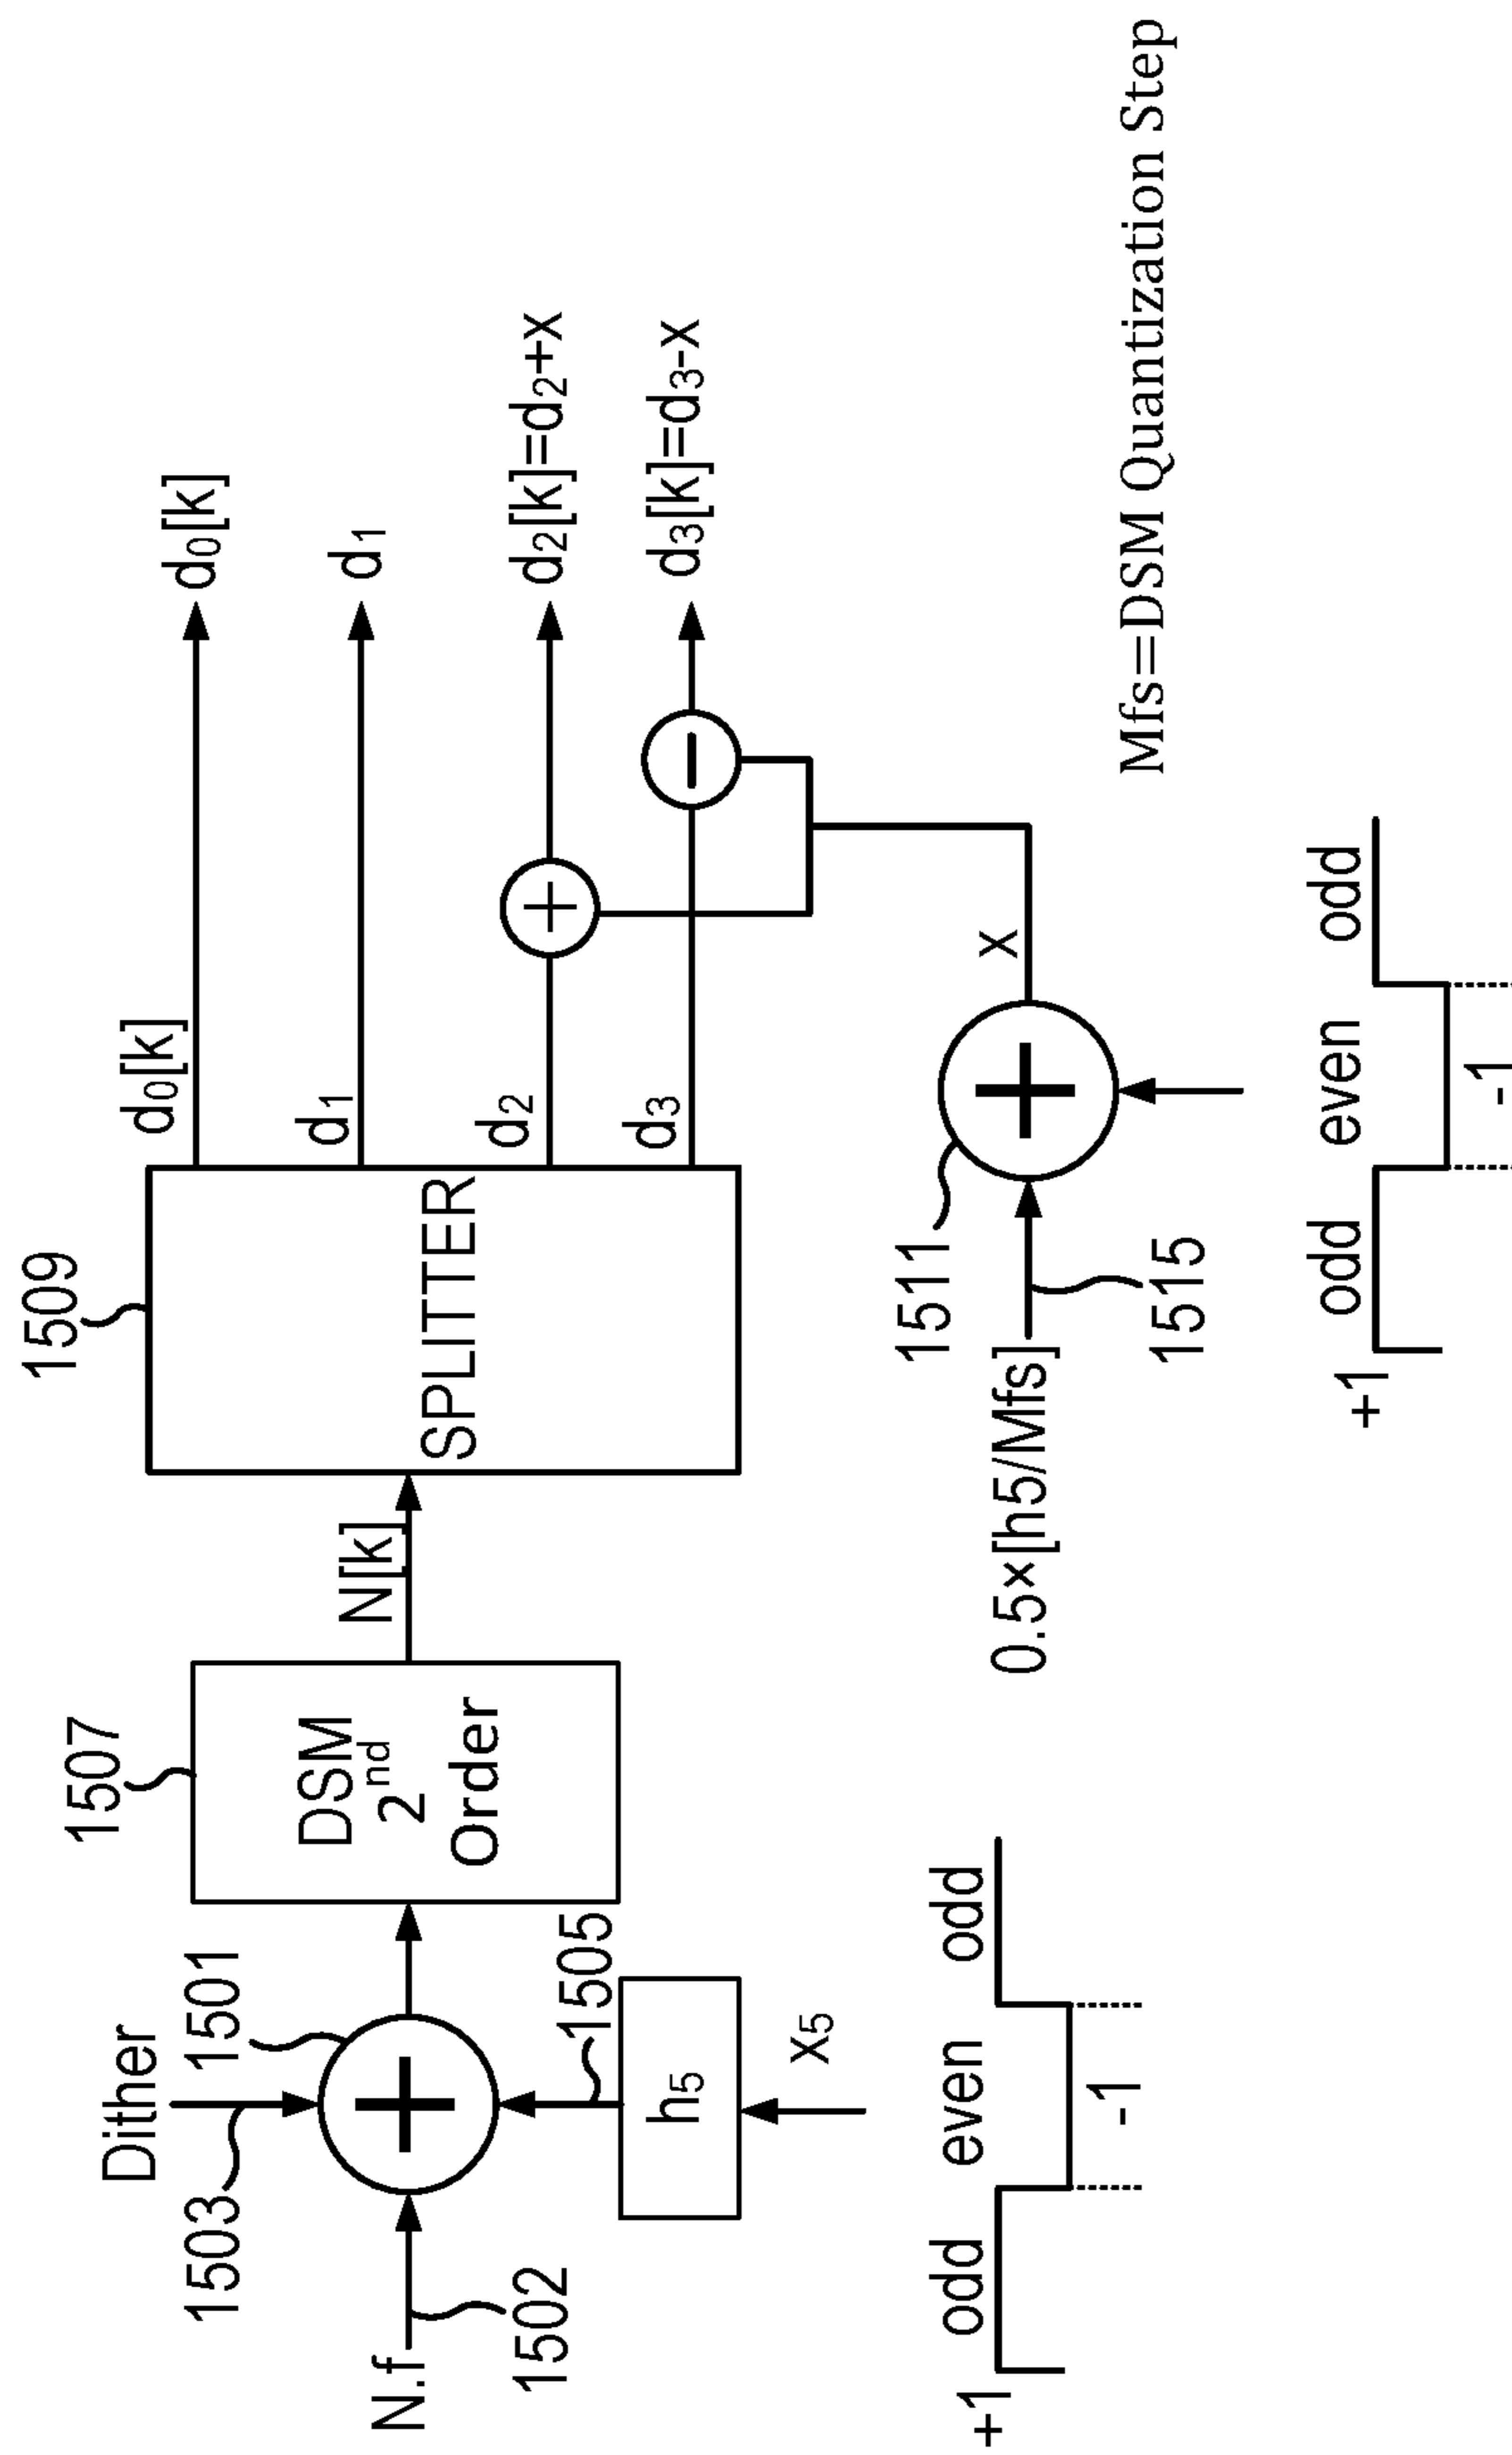 Dither
1503
1501
N.f
1502
1505
h5
x5
+1
odd
even
odd
-1
1507
DSM
2nd
Order
N[k]
1509
SPLITTER
d0[k]
d0[k]
d1
d1
d2
d2[k]=d2+x
d3
d3[k]=d3-x
0.5×[h5/Mfs]
1511
1515
x
+1
odd
even
odd
-1
Mfs=DSM Quantization Step